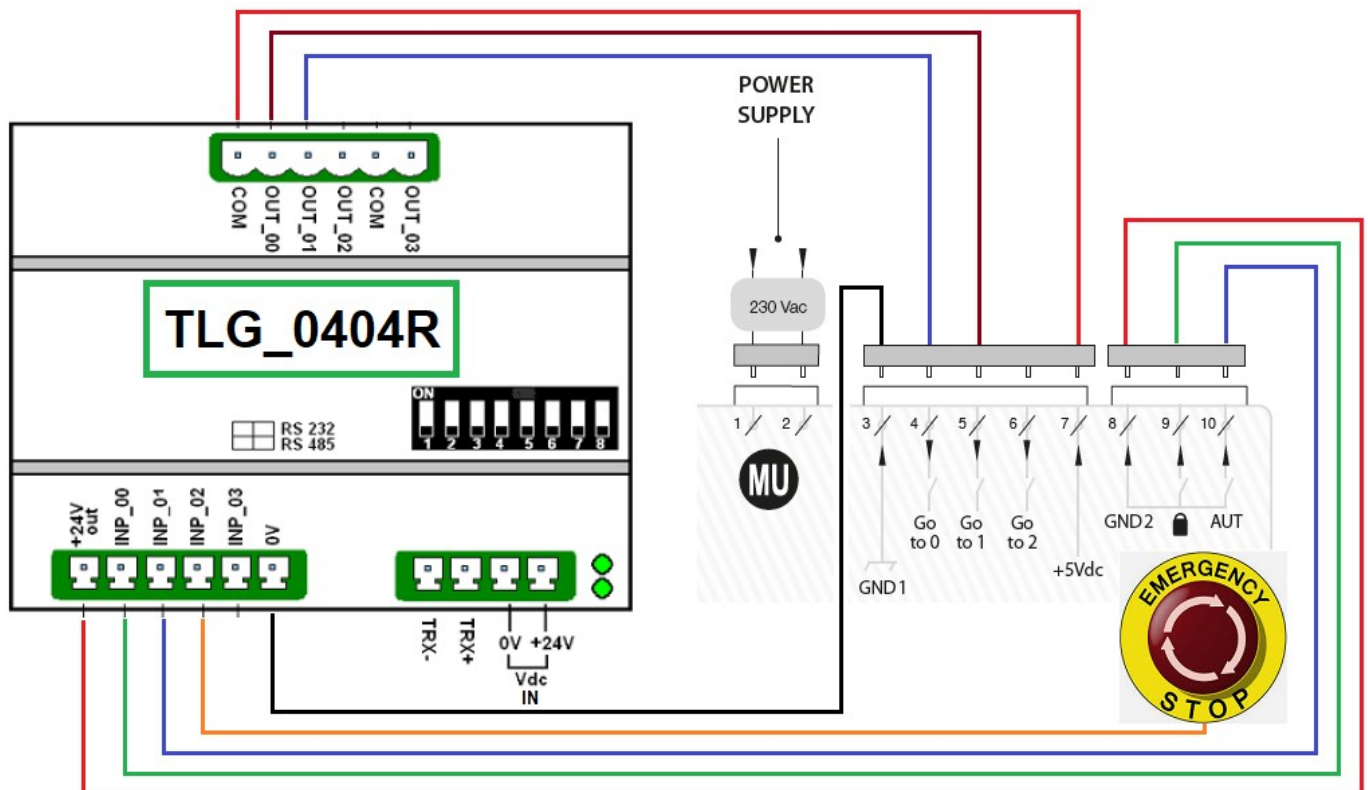 POWER
SUPPLY
COM
OUT_00
OUT_01
OUT_02
COM
OUT_03
230 Vac
TLG_0404R
ON
1 2 3 4 5 6 7 8
RS 232
RS 485
1 2 3 4 5 6 7 8 9 10
MU
Go
to 0
Go
to 1
Go
to 2
GND 1
+5Vdc
GND2
AUT
+24V
out
INP_00
INP_01
INP_02
INP_03
0V
TRX-
TRX+
0V +24V
Vdc
IN
EMERGENCY
STOP